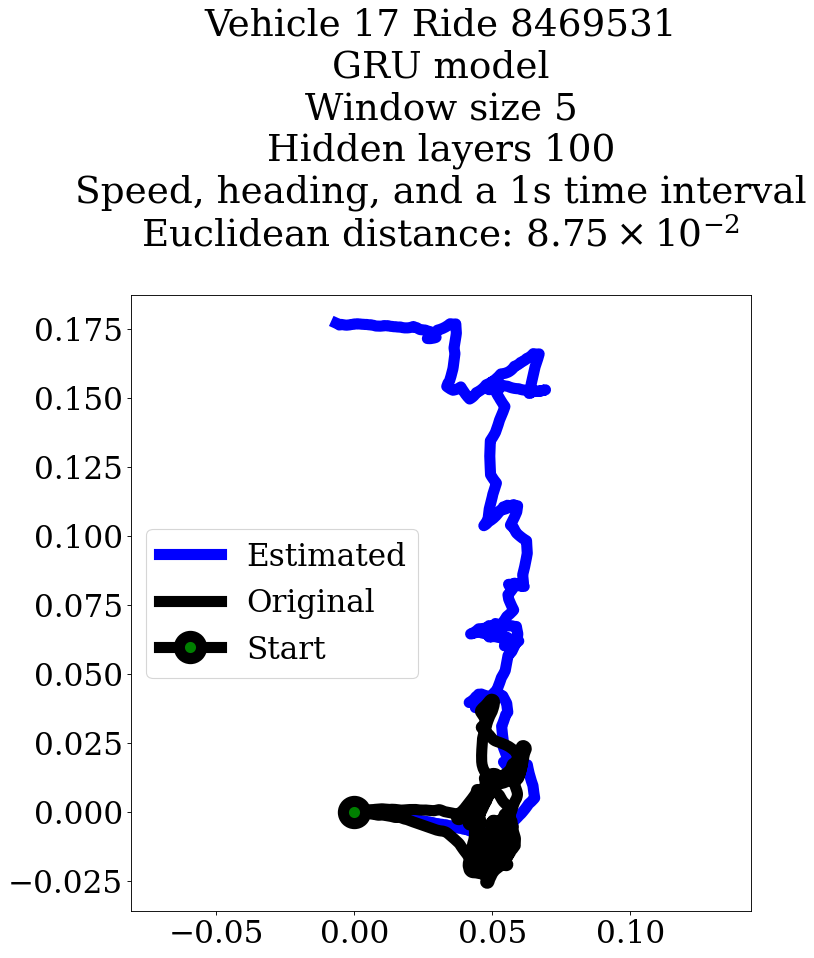 Vehicle 17 Ride 8469531
GRU model
Window size 5
Hidden layers 100
Speed, heading, and a 1s time interval
Euclidean distance: 8.75 × 10⁻²
0.175
0.150
0.125
0.100
0.075
0.050
0.025
0.000
−0.025
Estimated
Original
Start
−0.05
0.00
0.05
0.10